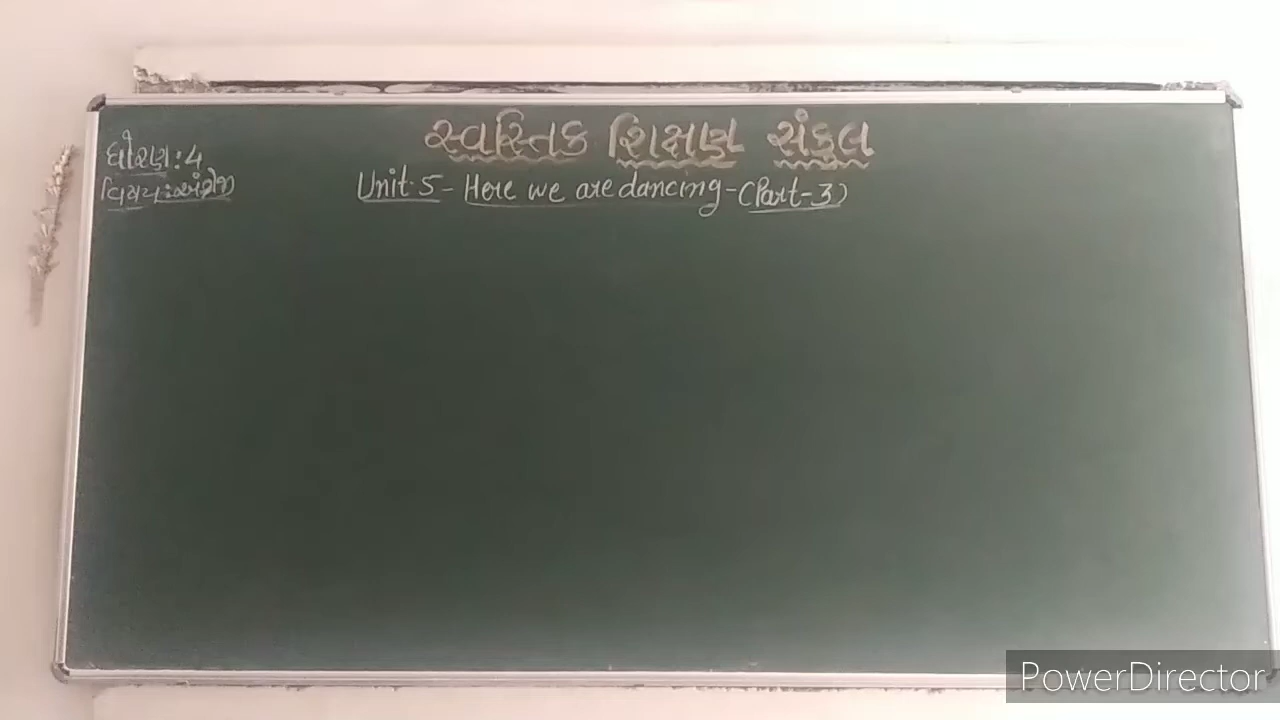 સ્વસ્તિક શિક્ષણ સંકુલ
ધોરણ : 4
વિષય : અંગ્રેજી
Unit-5 - Here we are dancing - (Part-3)
PowerDirector